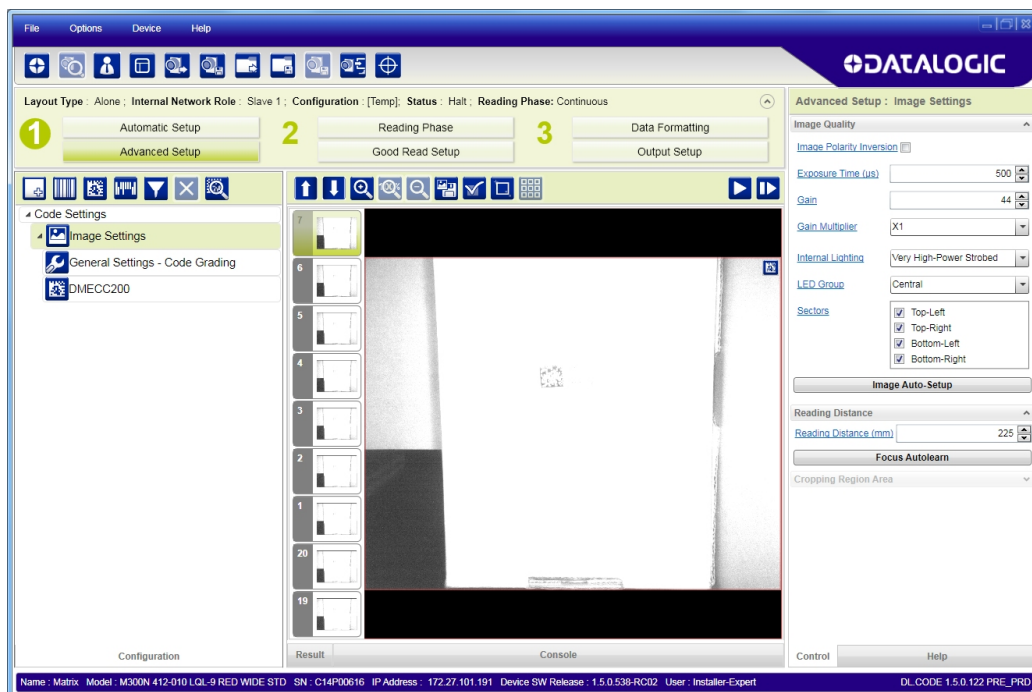 File Options Device Help
DATALOGIC
Layout Type : Alone ; Internal Network Role : Slave 1 ; Configuration : [Temp]; Status : Halt ; Reading Phase: Continuous
1 Automatic Setup 2 Reading Phase 3 Data Formatting
Advanced Setup Good Read Setup Output Setup
Code Settings
Image Settings
General Settings - Code Grading
DMECC200
Configuration
7
6
5
4
3
2
1
20
19
Result Console
Advanced Setup : Image Settings
Image Quality
Image Polarity Inversion
Exposure Time (µs) 500
Gain 44
Gain Multiplier X1
Internal Lighting Very High-Power Strobed
LED Group Central
Sectors Top-Left
Top-Right
Bottom-Left
Bottom-Right
Image Auto-Setup
Reading Distance
Reading Distance (mm) 225
Focus Autolearn
Cropping Region Area
Control Help
Name : Matrix Model : M300N 412-010 LQL-9 RED WIDE STD SN : C14P00616 IP Address : 172.27.101.191 Device SW Release : 1.5.0.538-RC02 User : Installer-Expert DL.CODE 1.5.0.122 PRE_PRD.